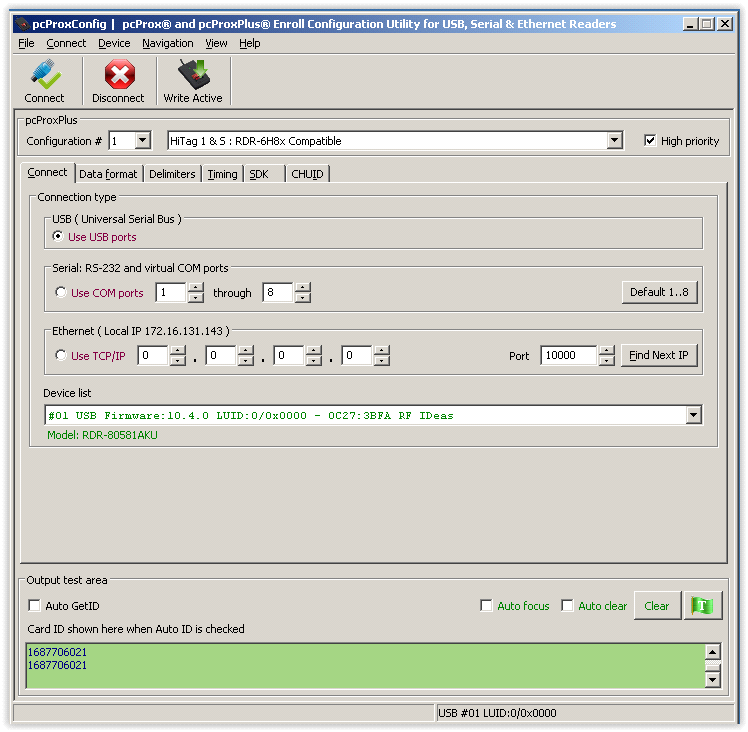 pcProxConfig | pcProx® and pcProxPlus® Enroll Configuration Utility for USB, Serial & Ethernet Readers
File Connect Device Navigation View Help
Connect Disconnect Write Active
pcProxPlus
Configuration # 1 HiTag 1 & S : RDR-6H8x Compatible High priority
Connect Data Format Delimiters Timing SDK CHUID
Connection type
USB ( Universal Serial Bus )
Use USB ports
Serial: RS-232 and virtual COM ports
Use COM ports 1 through 8 Default 1..8
Ethernet ( Local IP 172.16.131.143 )
Use TCP/IP 0 . 0 . 0 . 0 Port 10000 Find Next IP
Device list
#01 USB Firmware:10.4.0 LUID:0/0x0000 - 0C27:3BFA RF IDeas
Model: RDR-80581AKU
Output test area
Auto GetID Auto focus Auto clear Clear T
Card ID shown here when Auto ID is checked
1687706021
1687706021
USB #01 LUID:0/0x0000